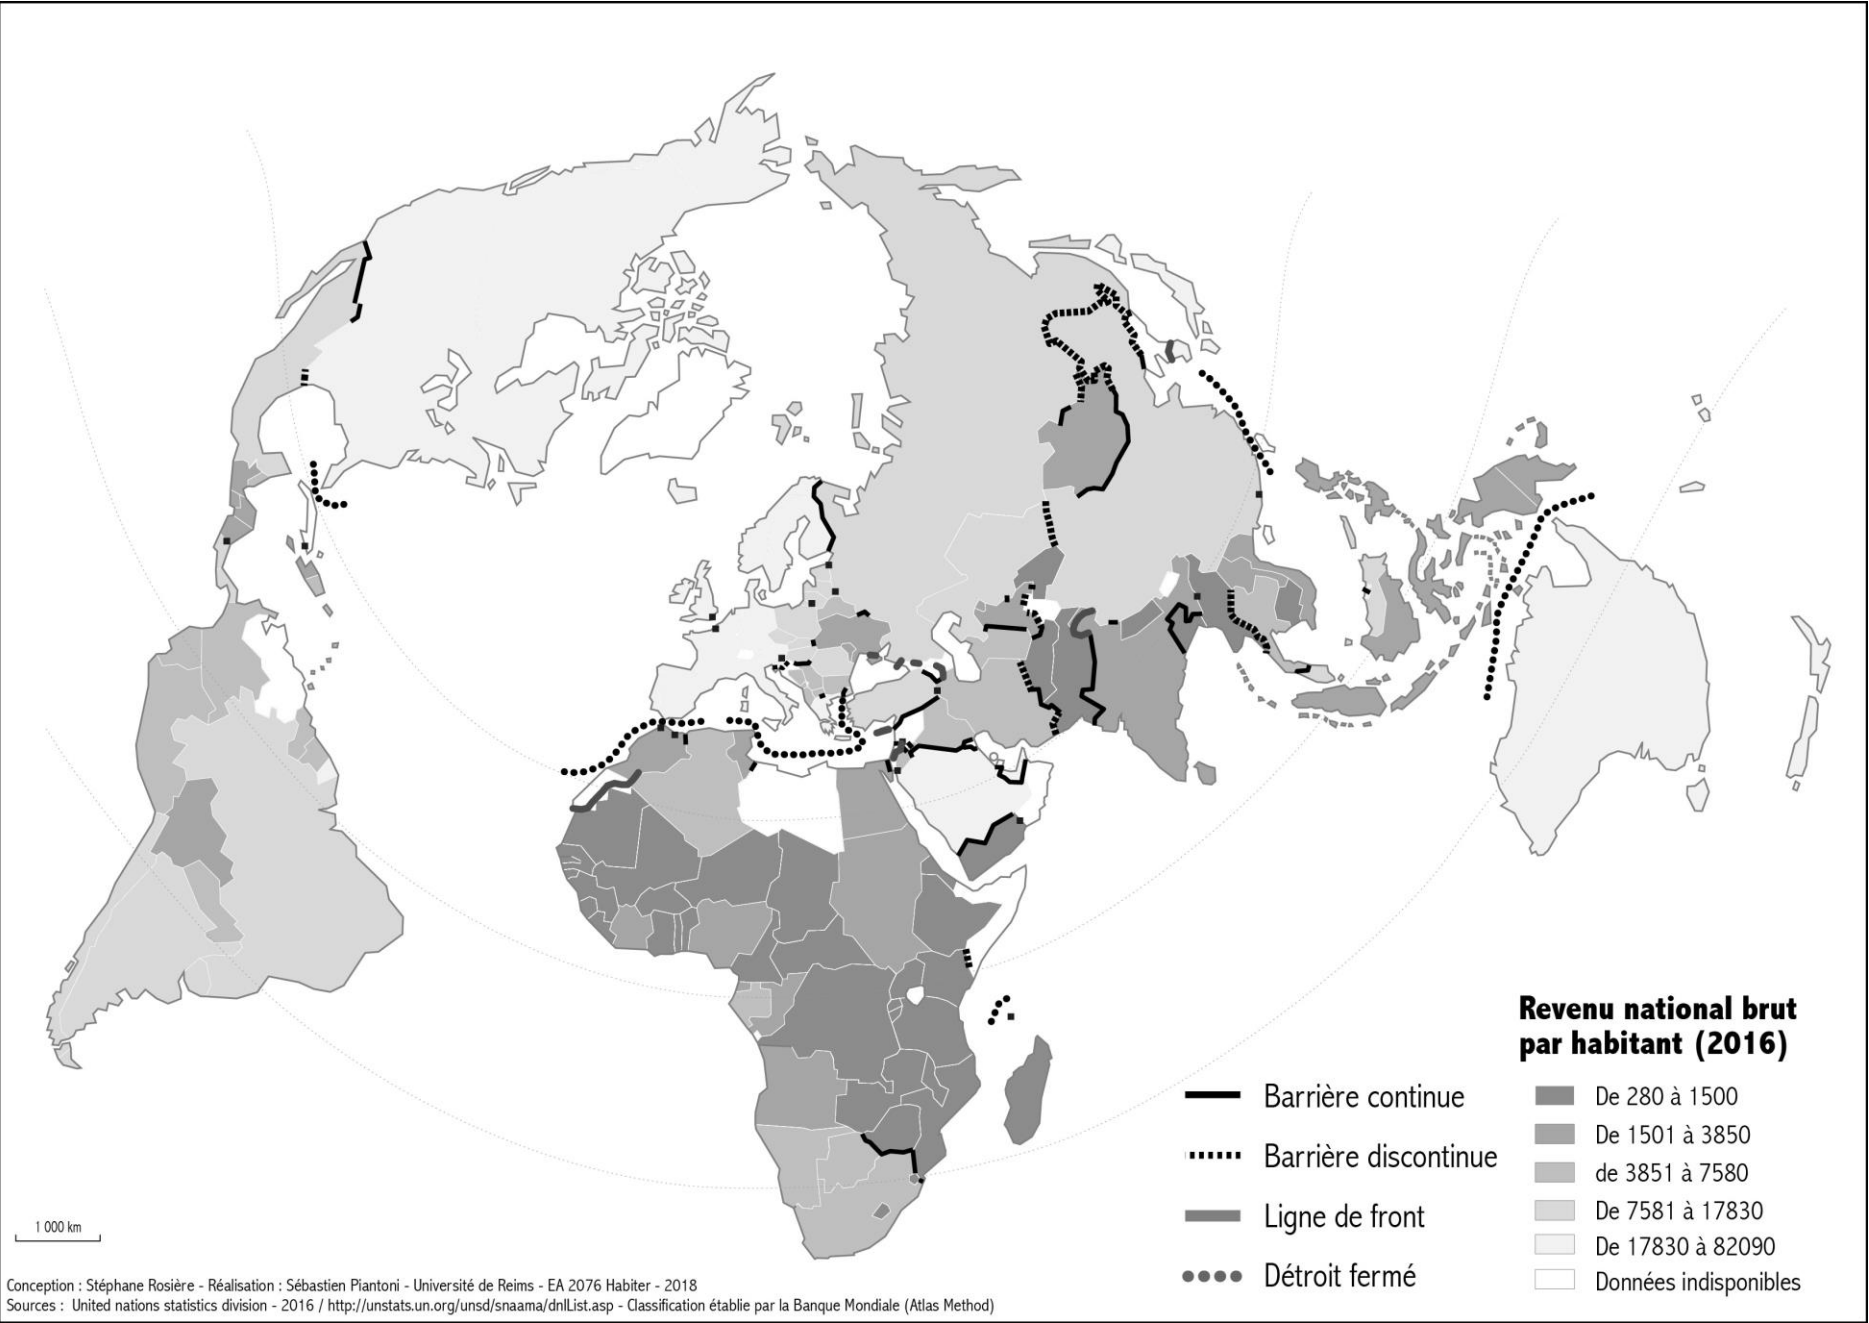 Revenu national brut
par habitant (2016)
Barrière continue
Barrière discontinue
Ligne de front
Détroit fermé
De 280 à 1500
De 1501 à 3850
de 3851 à 7580
De 7581 à 17830
De 17830 à 82090
Données indisponibles
1 000 km
Conception : Stéphane Rosière - Réalisation : Sébastien Piantoni - Université de Reims - EA 2076 Habiter - 2018
Sources : United nations statistics division - 2016 / http://unstats.un.org/unsd/snaama/dnlList.asp - Classification établie par la Banque Mondiale (Atlas Method)